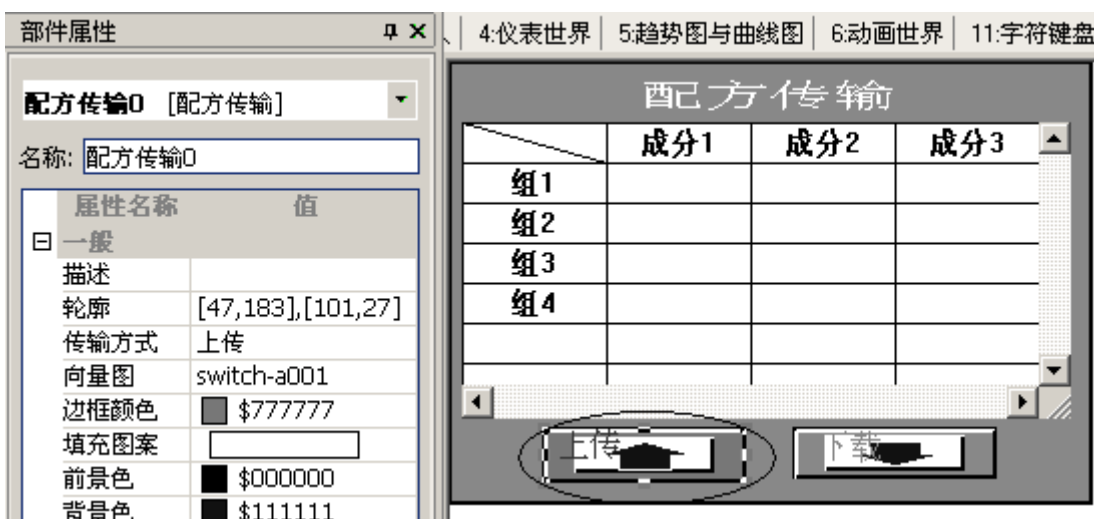 部件属性
4:仪表世界 5:趋势图与曲线图 6:动画世界 11:字符键盘
配方传输0 [配方传输]
名称: 配方传输0
属性名称 值
一般
描述
轮廓 [47,183],[101,27]
传输方式 上传
向量图 switch-a001
边框颜色 $777777
填充图案
前景色 $000000
背景色 $111111
配方传输
成分1 成分2 成分3
组1
组2
组3
组4
上传 下载